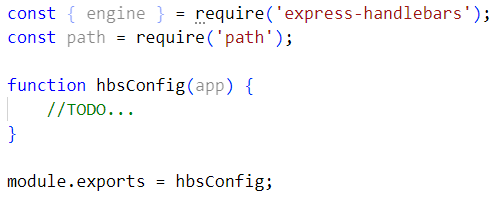 const { engine } = require('express-handlebars');
const path = require('path');
function hbsConfig(app) {
//TODO...
}
module.exports = hbsConfig;